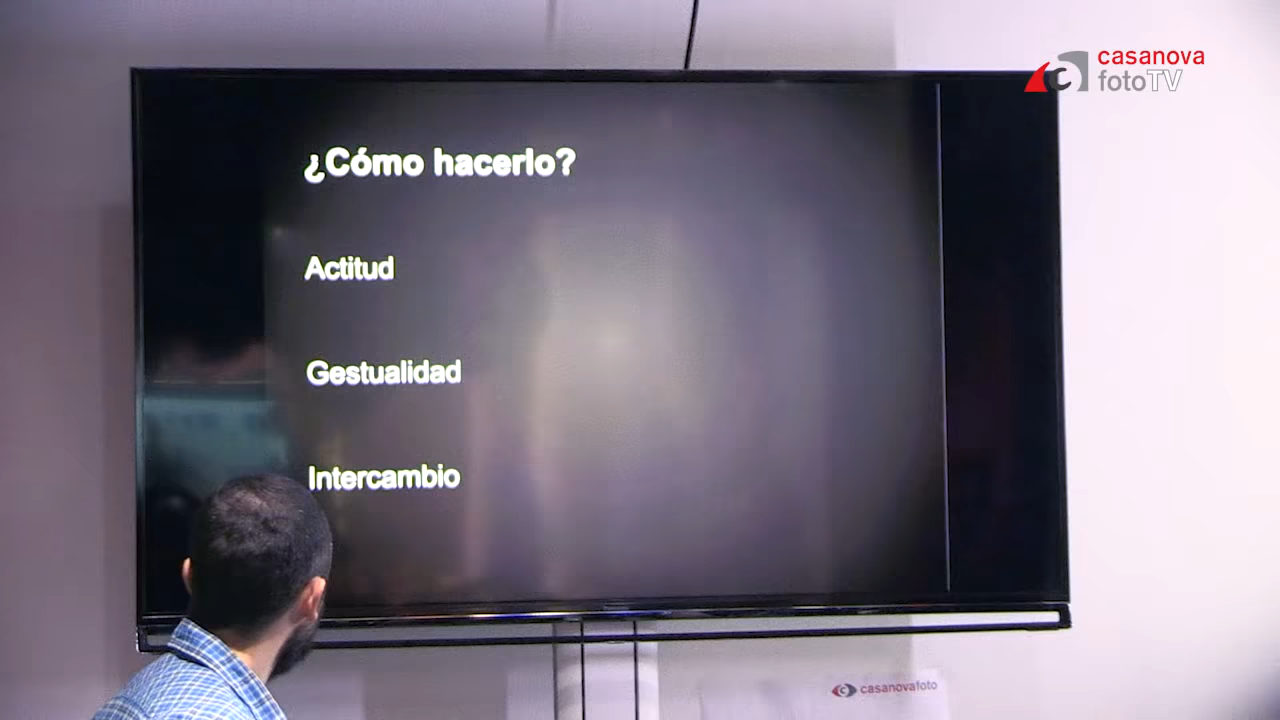 casanova
fotoTV
¿Cómo hacerlo?
Actitud
Gestualidad
Intercambio
casanovafoto